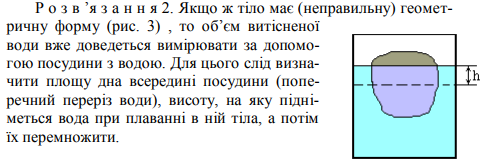 Р о з в ’я з а н н я 2. Якщо ж тіло має (неправильну) геомет-
ричну форму (рис. 3) , то об’єм витісненої
води вже доведеться вимірювати за допомо-
гою посудини з водою. Для цього слід визна-
чити площу дна всередині посудини (попе-
речний переріз води), висоту, на яку підні-
меться вода при плаванні в ній тіла, а потім
їх перемножити.
h